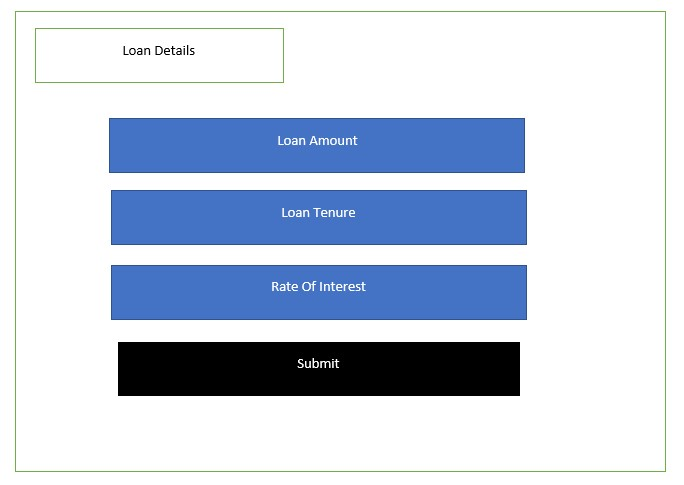 Loan Details
Loan Amount
Loan Tenure
Rate Of Interest
Submit